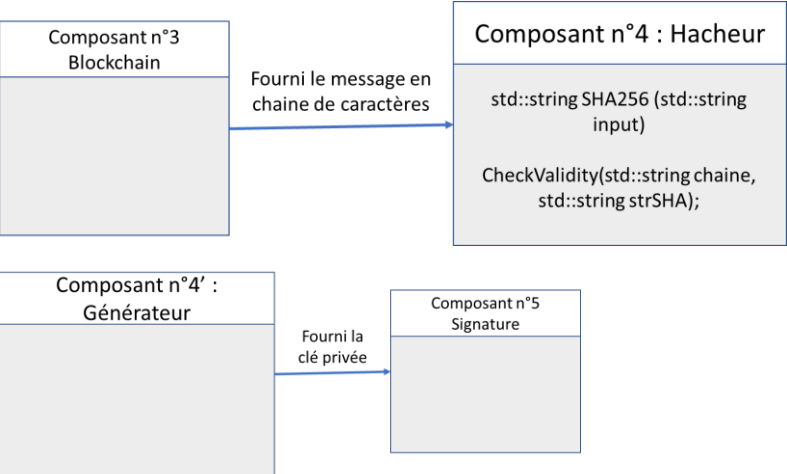 Composant n°3
Blockchain
Fourni le message en
chaine de caractères
Composant n°4 : Hacheur
std::string SHA256 (std::string
input)
CheckValidity(std::string chaine,
std::string strSHA);
Composant n°4’ :
Générateur
Fourni la
clé privée
Composant n°5
Signature